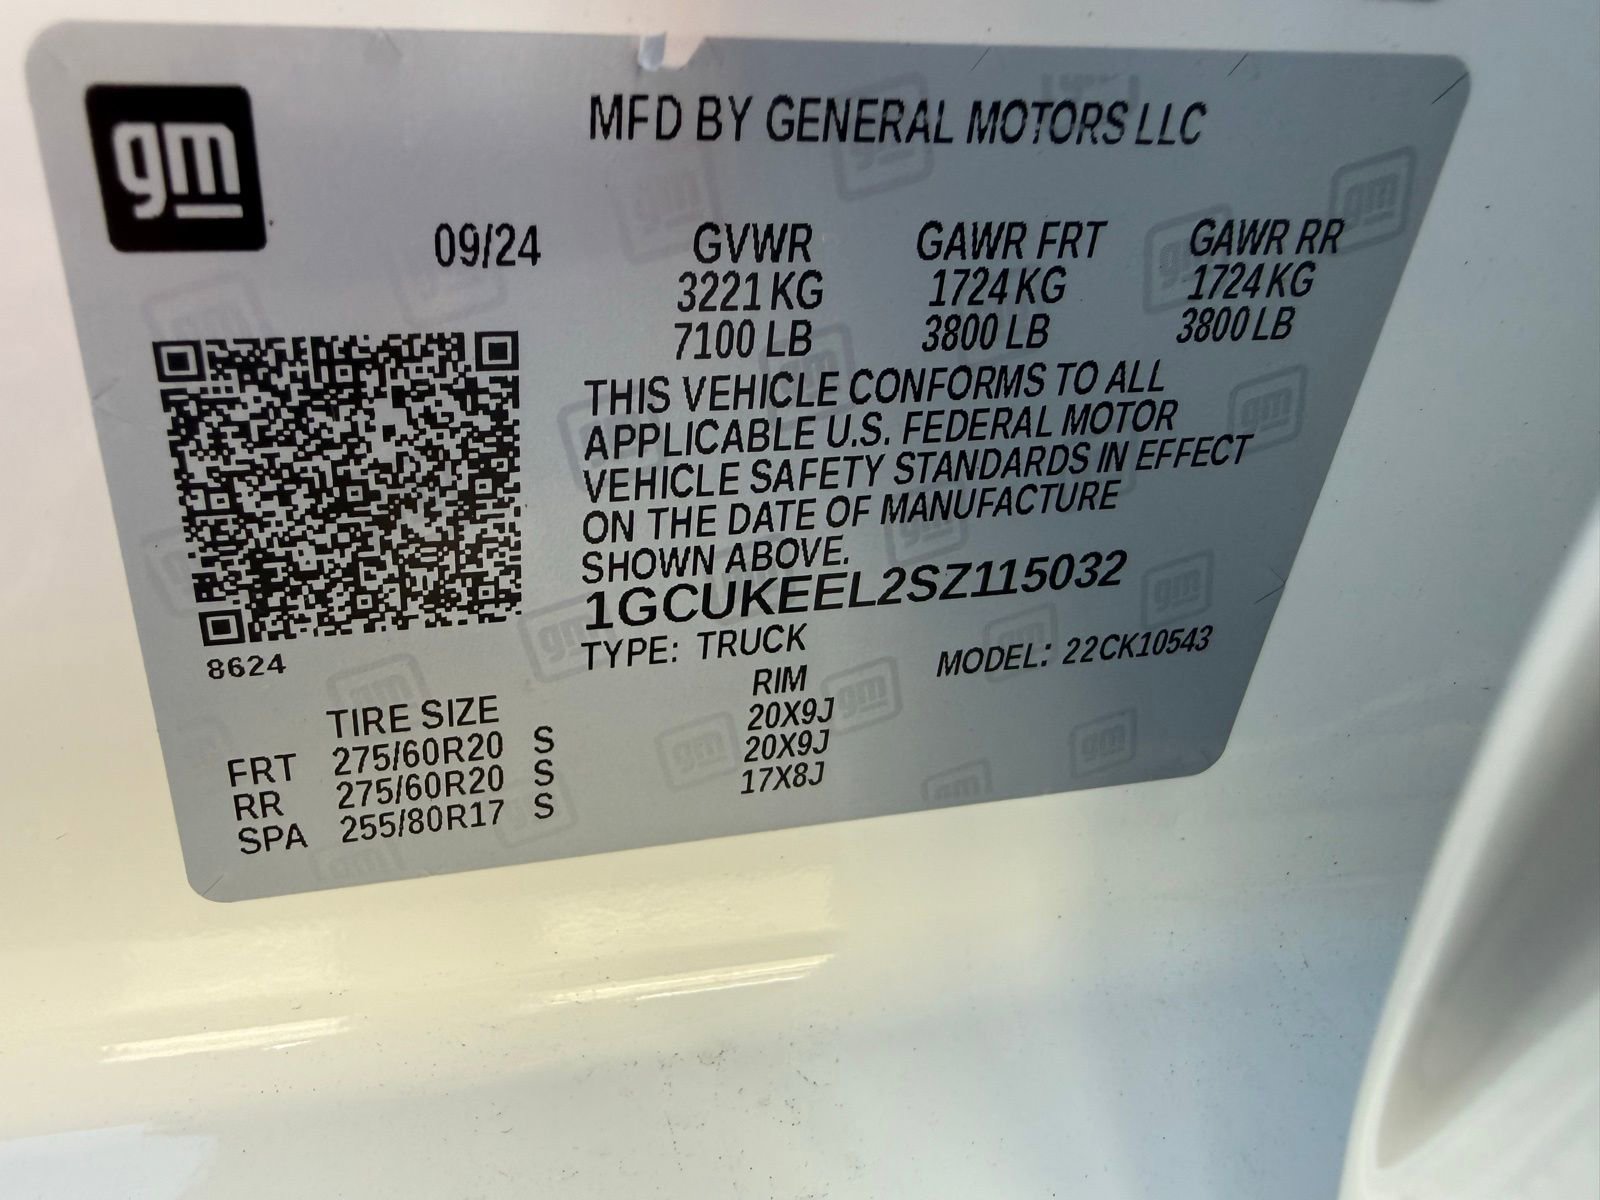 gm
MFD BY GENERAL MOTORS LLC
09/24 GVWR GAWR FRT GAWR RR
3221 KG 1724 KG 1724 KG
7100 LB 3800 LB 3800 LB
THIS VEHICLE CONFORMS TO ALL
APPLICABLE U.S. FEDERAL MOTOR
VEHICLE SAFETY STANDARDS IN EFFECT
ON THE DATE OF MANUFACTURE
SHOWN ABOVE.
1GCUKEEL2SZ115032
TYPE: TRUCK MODEL: 22CK10543
8624
TIRE SIZE RIM
FRT 275/60R20 S 20X9J
RR 275/60R20 S 20X9J
SPA 255/80R17 S 17X8J